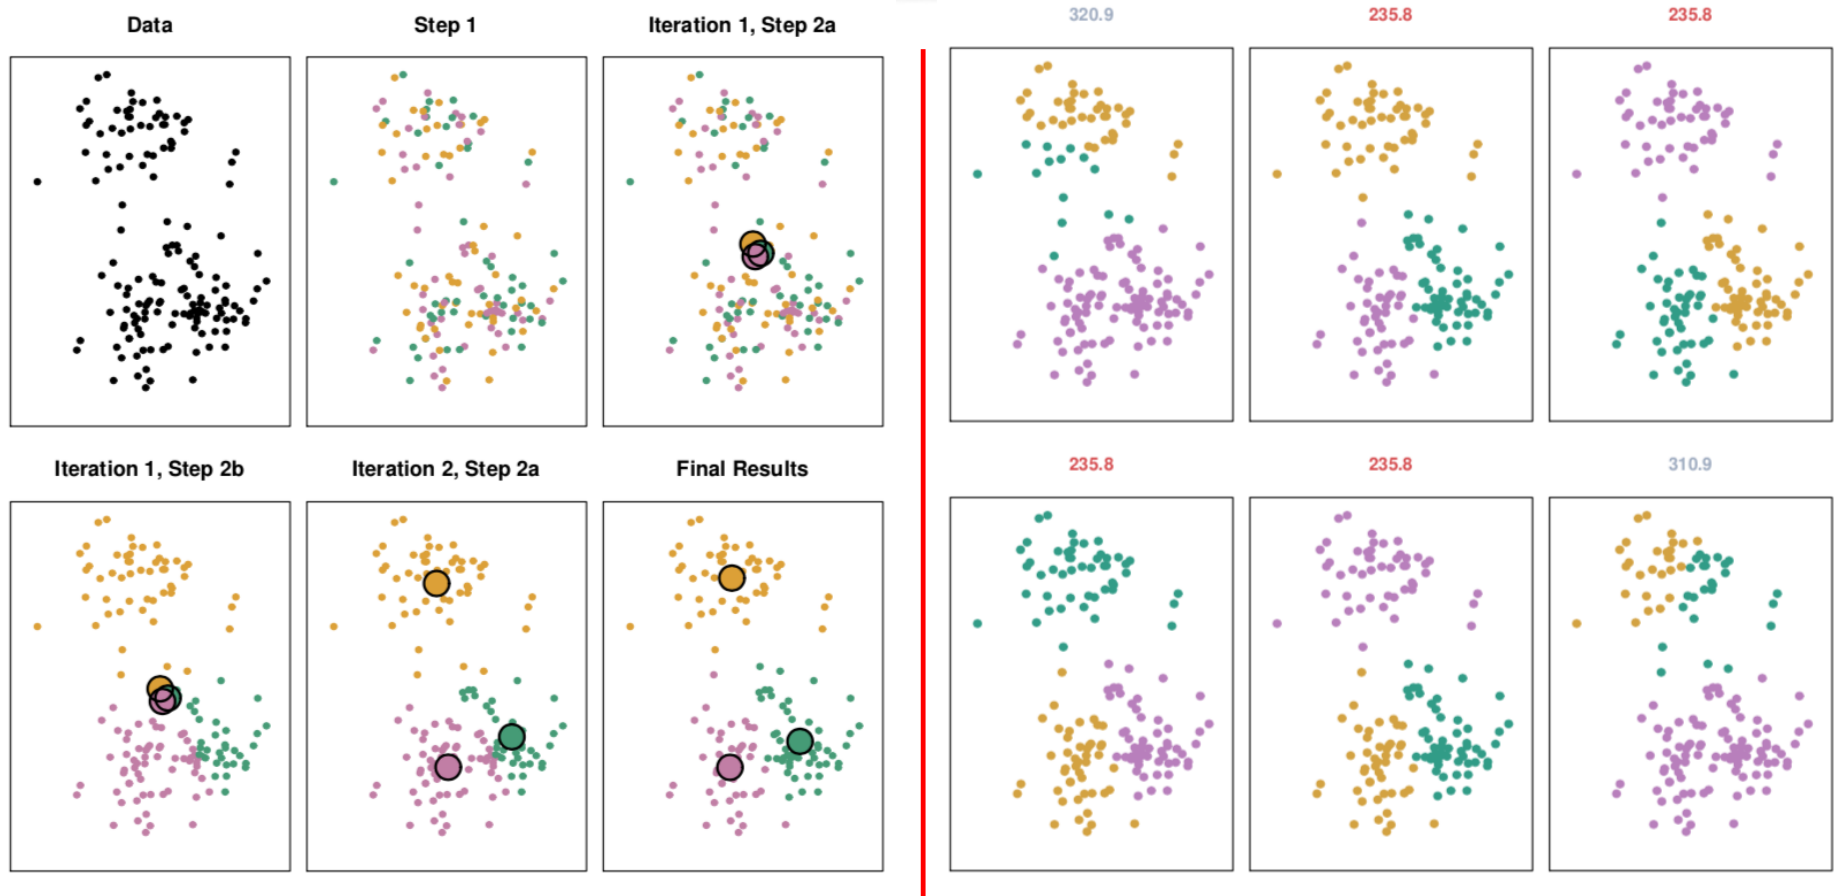 Data
Step 1
Iteration 1, Step 2a
Iteration 1, Step 2b
Iteration 2, Step 2a
Final Results
320.9
235.8
235.8
235.8
235.8
310.9